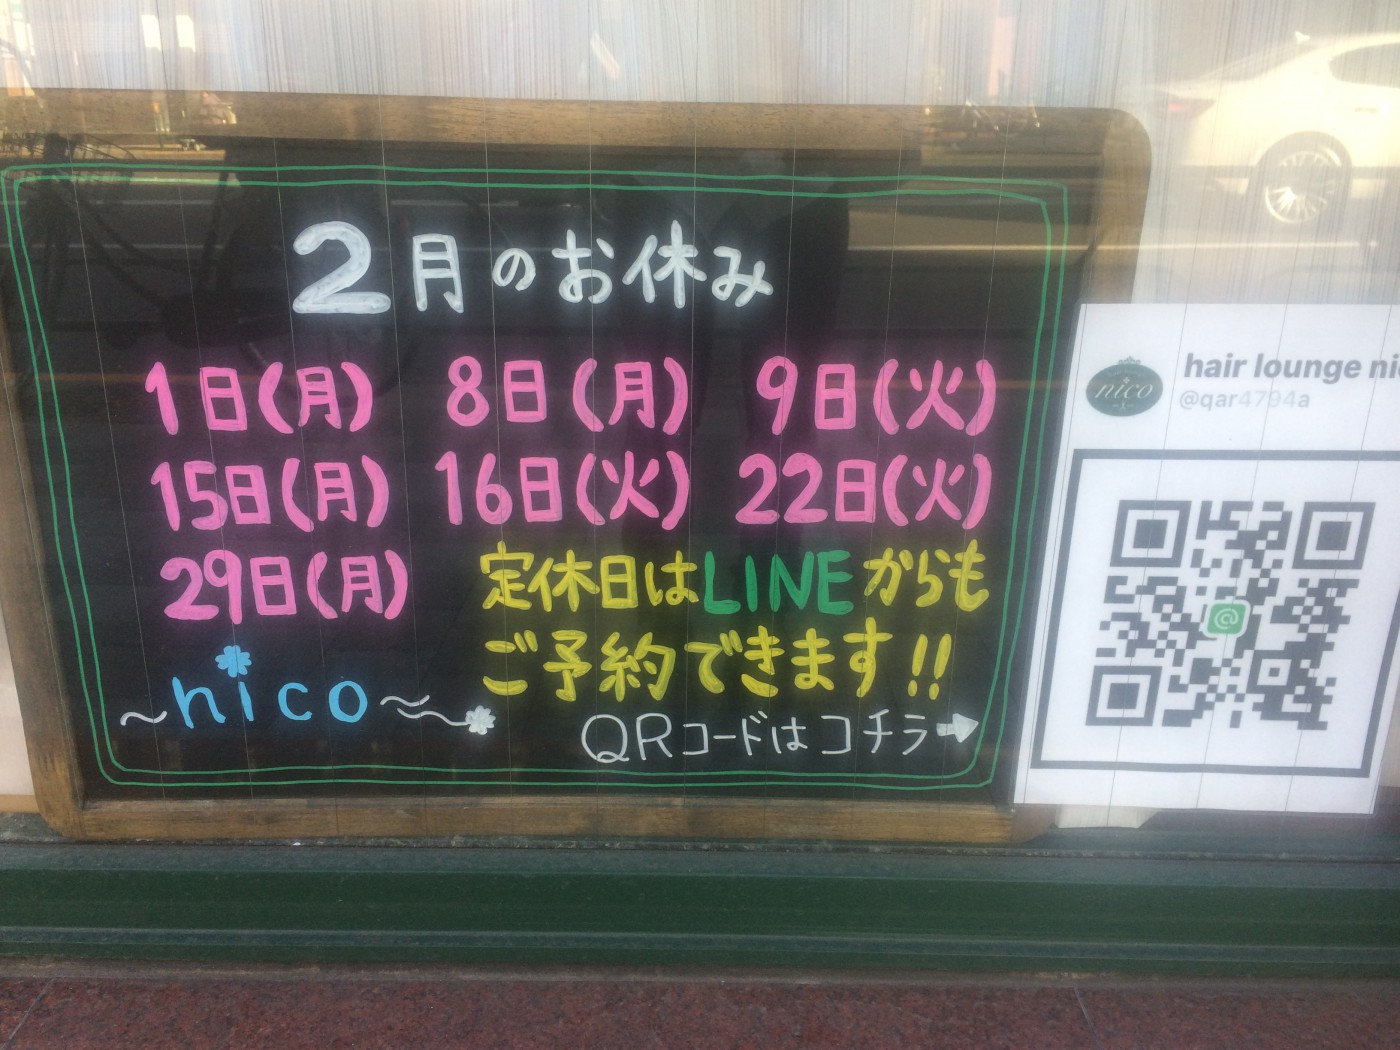 2月のお休み
1日(月) 8日(月) 9日(火)
15日(月) 16日(火) 22日(火)
29日(月) 定休日はLINEからも
ご予約できます!!
~nico~
QRコードはコチラ→
hair lounge ni
@qar4794a
nico